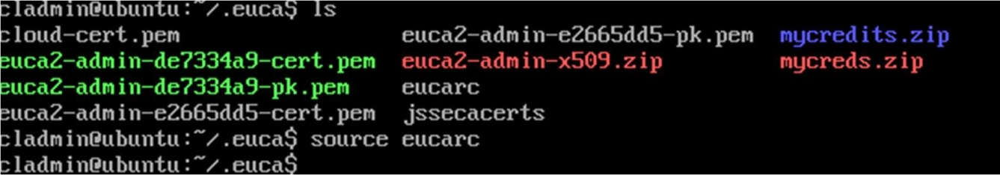 cladmin@ubuntu:~/.euca$ ls
cloud-cert.pem euca2-admin-e2665dd5-pk.pem mycredits.zip
euca2-admin-de7334a9-cert.pem euca2-admin-x509.zip mycreds.zip
euca2-admin-de7334a9-pk.pem eucarc
euca2-admin-e2665dd5-cert.pem jssecacerts
cladmin@ubuntu:~/.euca$ source eucarc
cladmin@ubuntu:~/.euca$